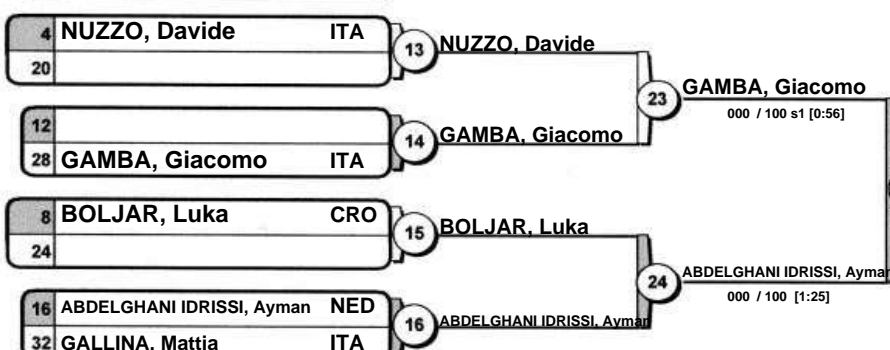 4 NUZZO, Davide ITA
20
13 NUZZO, Davide
12
28 GAMBA, Giacomo ITA
14 GAMBA, Giacomo
23 GAMBA, Giacomo
000 / 100 s1 [0:56]
8 BOLJAR, Luka CRO
24
15 BOLJAR, Luka
16 ABDELGHANI IDRISSI, Ayman NED
32 GALLINA, Mattia ITA
16 ABDELGHANI IDRISSI, Ayman
24 ABDELGHANI IDRISSI, Ayman
000 / 100 [1:25]